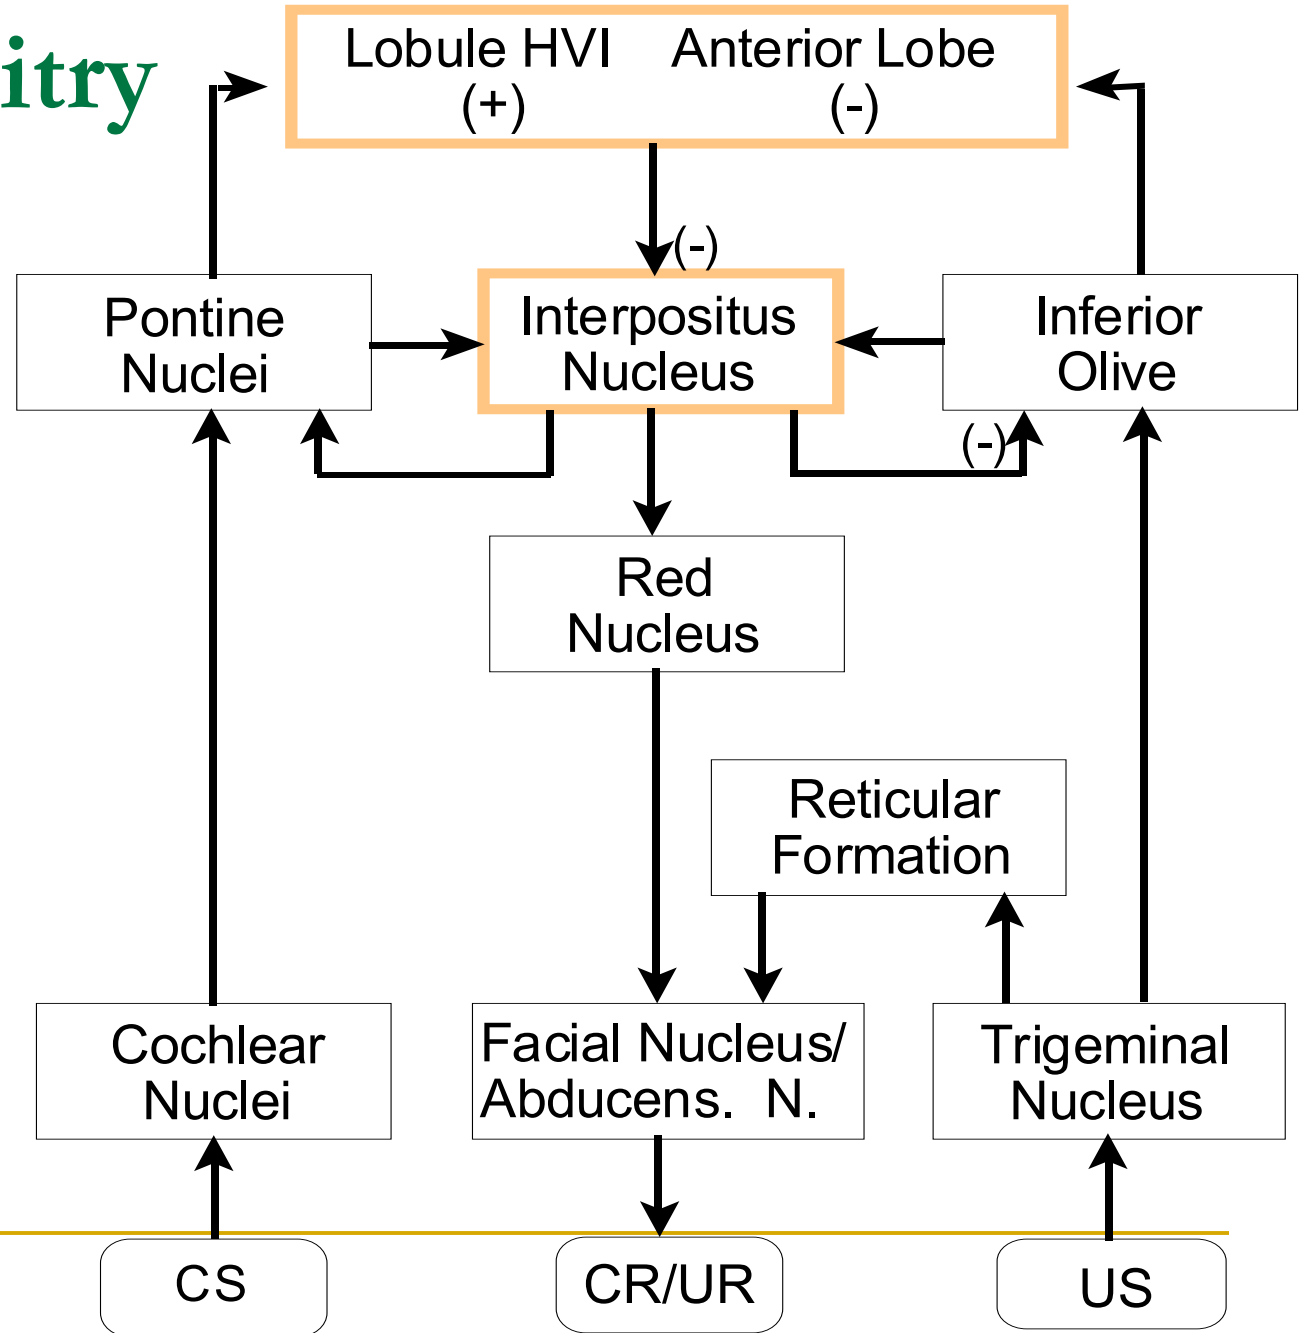 itry
Lobule HVI Anterior Lobe
(+) (-)
(-)
Pontine
Nuclei
Interpositus
Nucleus
Inferior
Olive
(-)
Red
Nucleus
Reticular
Formation
Cochlear
Nuclei
Facial Nucleus/
Abducens. N.
Trigeminal
Nucleus
CS
CR/UR
US